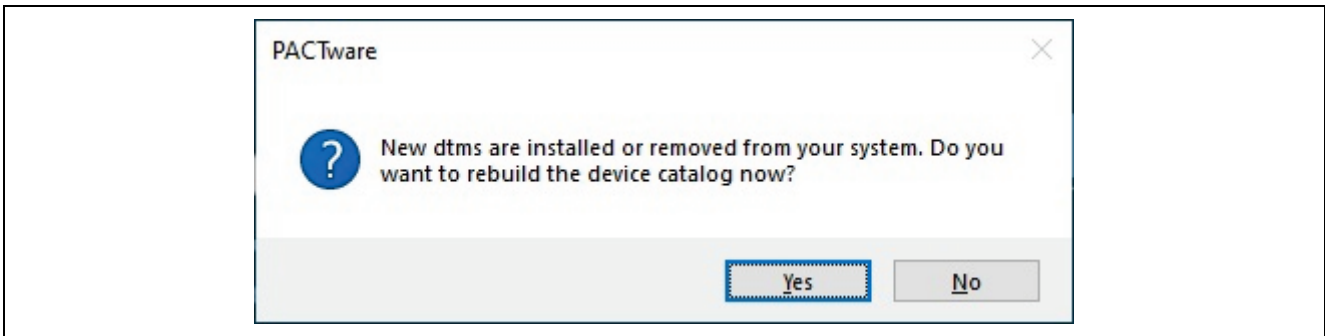 PACTware
New dtms are installed or removed from your system. Do you
want to rebuild the device catalog now?
Yes
No